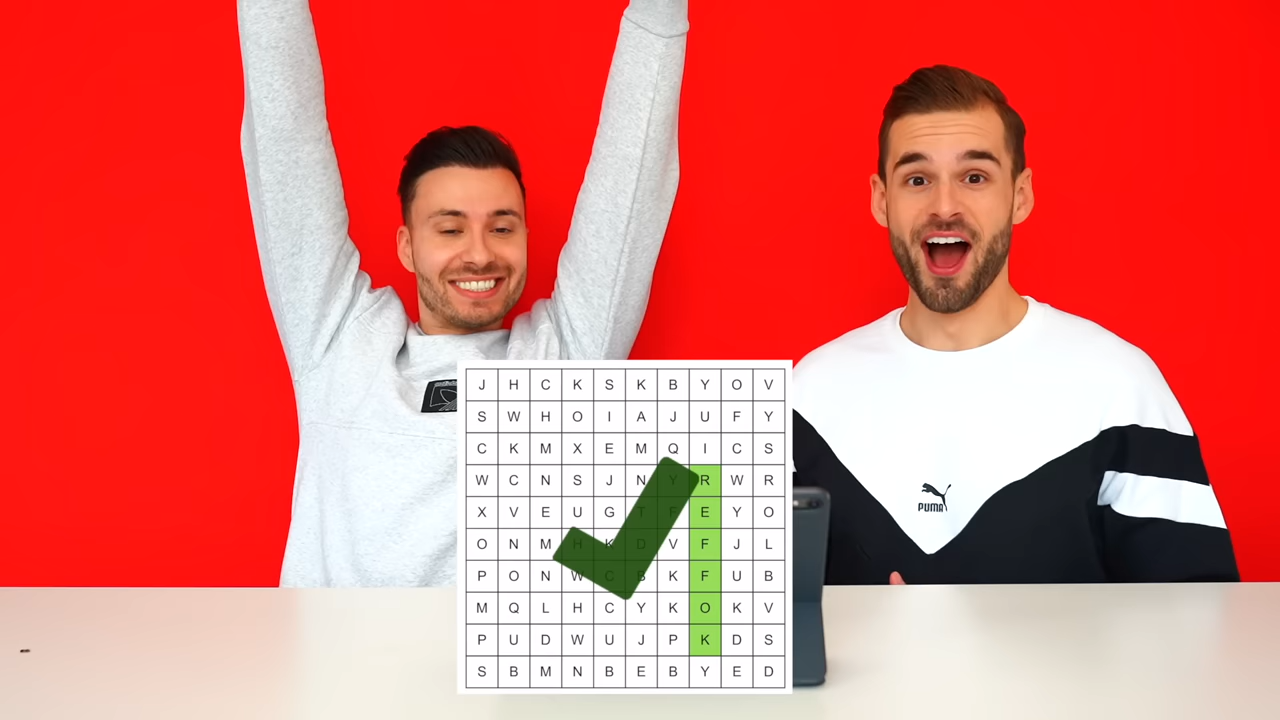 J H C K S K B Y O V
S W H O I A J U F Y
C K M X E M Q I C S
W C N S J N Y R W R
X V E U G T F E Y O
O N M H K D V F J L
P O N W C B K F U B
M Q L H C Y K O K V
P U D W U J P K D S
S B M N B E B Y E D
PUMA